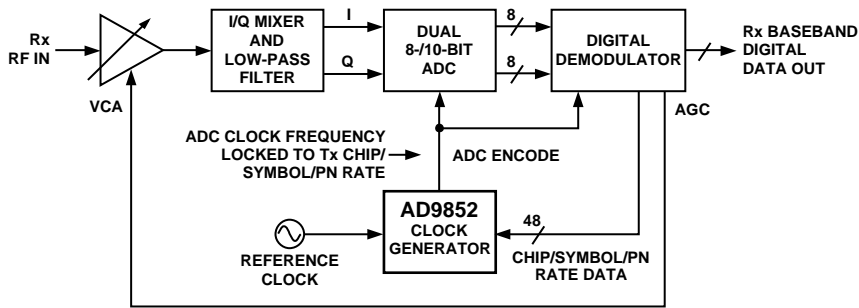 Rx
RF IN
VCA
I/Q MIXER
AND
LOW-PASS
FILTER
I
Q
DUAL
8-/10-BIT
ADC
8
8
DIGITAL
DEMODULATOR
Rx BASEBAND
DIGITAL
DATA OUT
AGC
ADC CLOCK FREQUENCY
LOCKED TO Tx CHIP/
SYMBOL/PN RATE
ADC ENCODE
AD9852
CLOCK
GENERATOR
48
CHIP/SYMBOL/PN
RATE DATA
REFERENCE
CLOCK